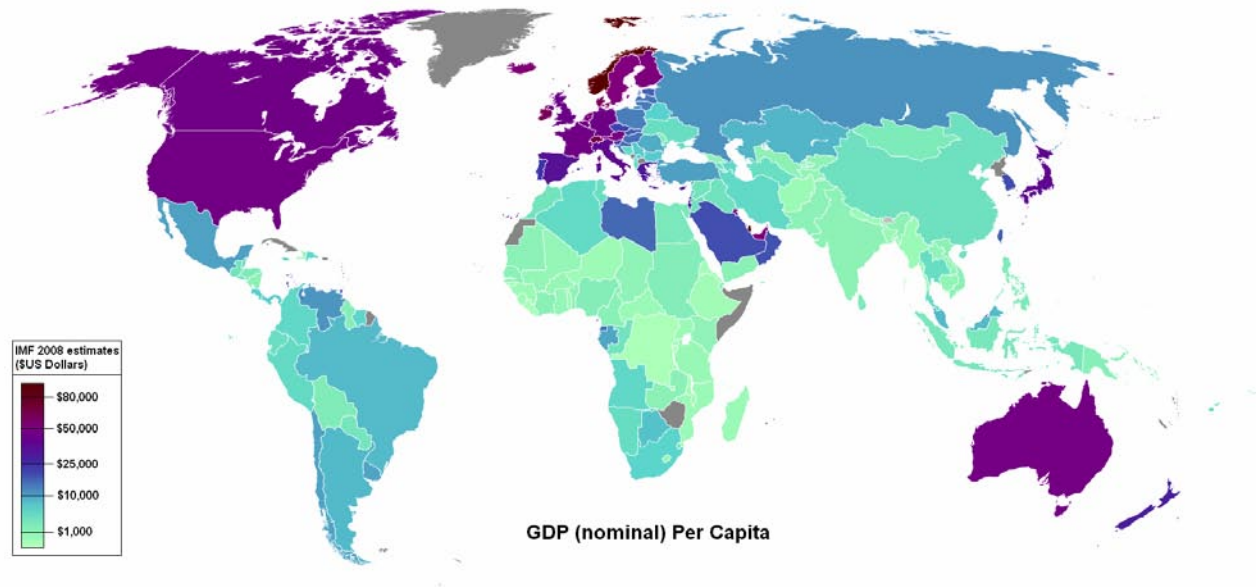 IMF 2008 estimates
($US Dollars)
$80,000
$50,000
$25,000
$10,000
$1,000
GDP (nominal) Per Capita